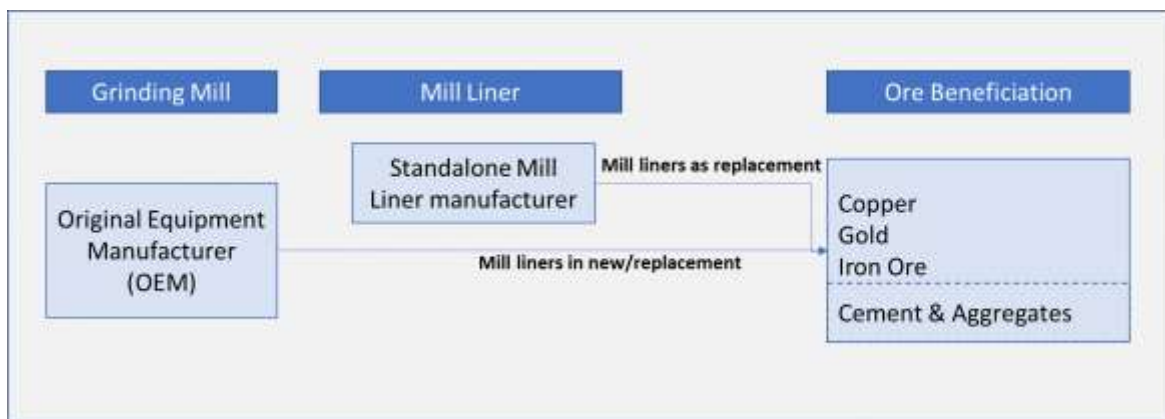 Grinding Mill
Mill Liner
Ore Beneficiation
Standalone Mill
Liner manufacturer
Mill liners as replacement
Original Equipment
Manufacturer
(OEM)
Mill liners in new/replacement
Copper
Gold
Iron Ore
Cement & Aggregates